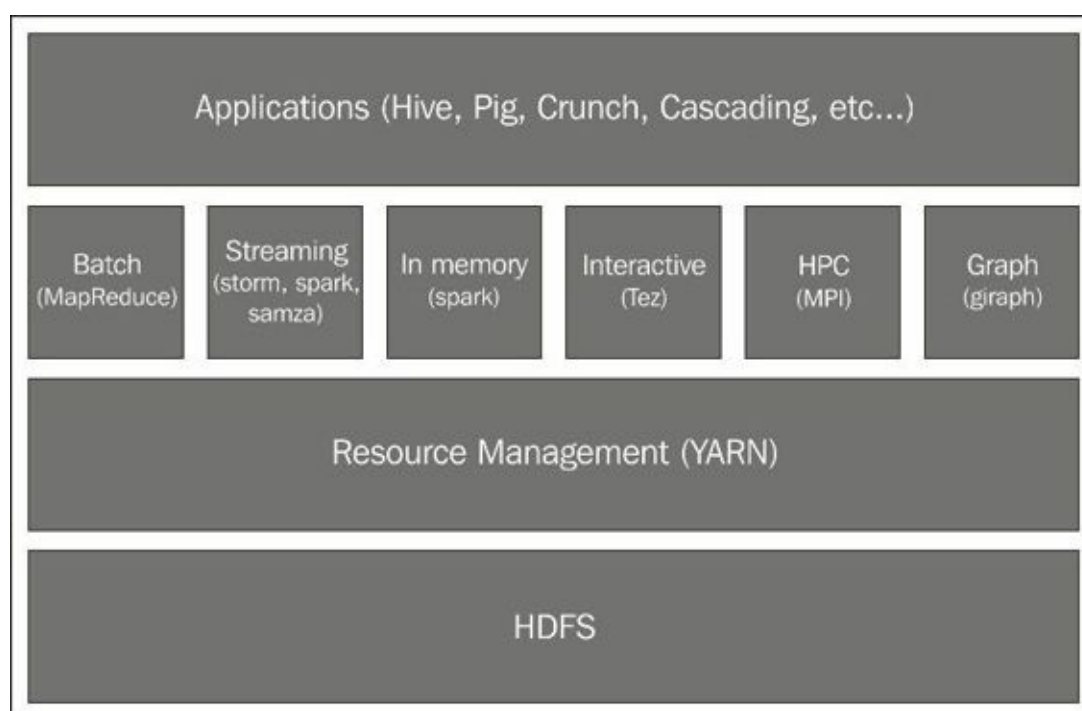 Applications (Hive, Pig, Crunch, Cascading, etc...)
Batch
(MapReduce)
Streaming
(storm, spark,
samza)
In memory
(spark)
Interactive
(Tez)
HPC
(MPI)
Graph
(giraph)
Resource Management (YARN)
HDFS